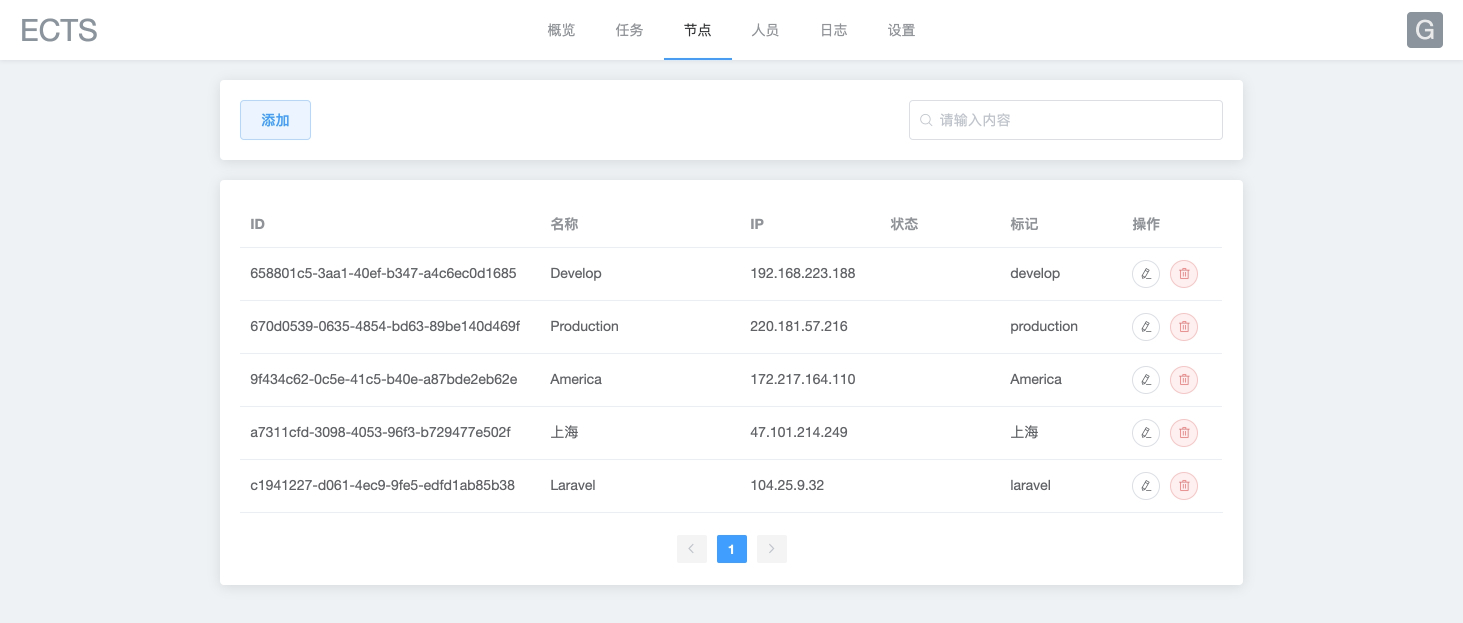 ECTS 概览 任务 节点 人员 日志 设置 G
添加 请输入内容
ID 名称 IP 状态 标记 操作
658801c5-3aa1-40ef-b347-a4c6ec0d1685 Develop 192.168.223.188 develop
670d0539-0635-4854-bd63-89be140d469f Production 220.181.57.216 production
9f434c62-0c5e-41c5-b40e-a87bde2eb62e America 172.217.164.110 America
a7311cfd-3098-4053-96f3-b729477e502f 上海 47.101.214.249 上海
c1941227-d061-4ec9-9fe5-edfd1ab85b38 Laravel 104.25.9.32 laravel
1